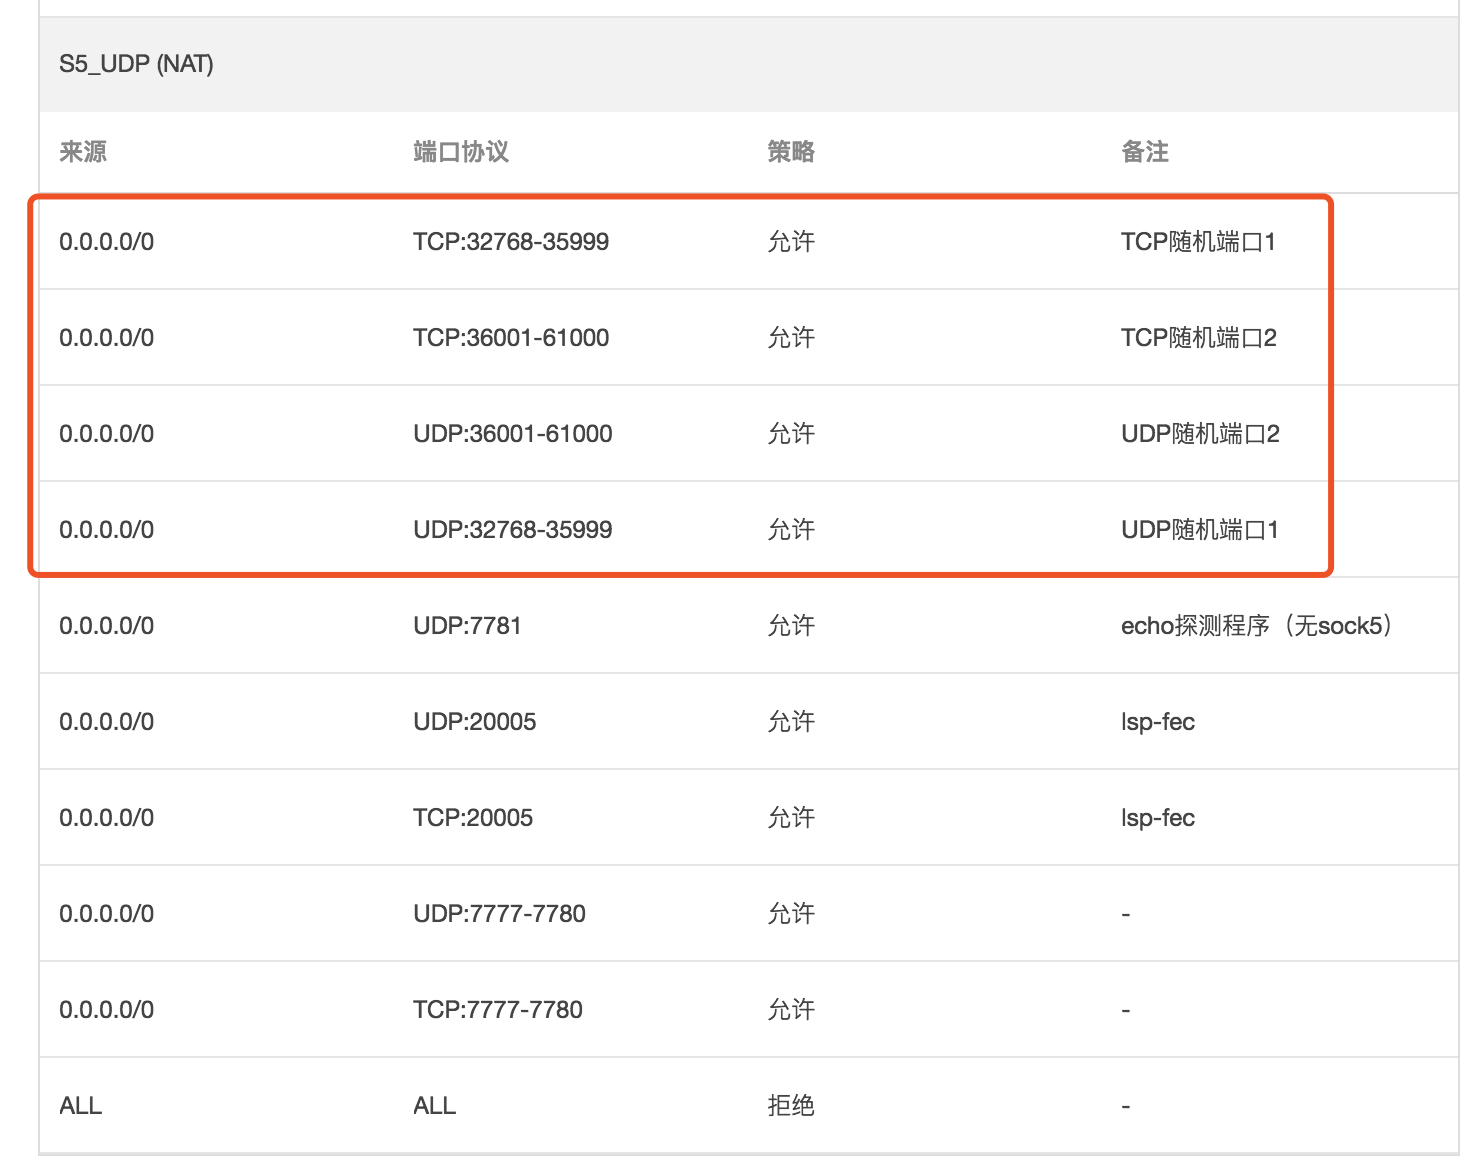 S5_UDP (NAT)
来源 端口协议 策略 备注
0.0.0.0/0 TCP:32768-35999 允许 TCP随机端口1
0.0.0.0/0 TCP:36001-61000 允许 TCP随机端口2
0.0.0.0/0 UDP:36001-61000 允许 UDP随机端口2
0.0.0.0/0 UDP:32768-35999 允许 UDP随机端口1
0.0.0.0/0 UDP:7781 允许 echo探测程序（无sock5）
0.0.0.0/0 UDP:20005 允许 lsp-fec
0.0.0.0/0 TCP:20005 允许 lsp-fec
0.0.0.0/0 UDP:7777-7780 允许 -
0.0.0.0/0 TCP:7777-7780 允许 -
ALL ALL 拒绝 -